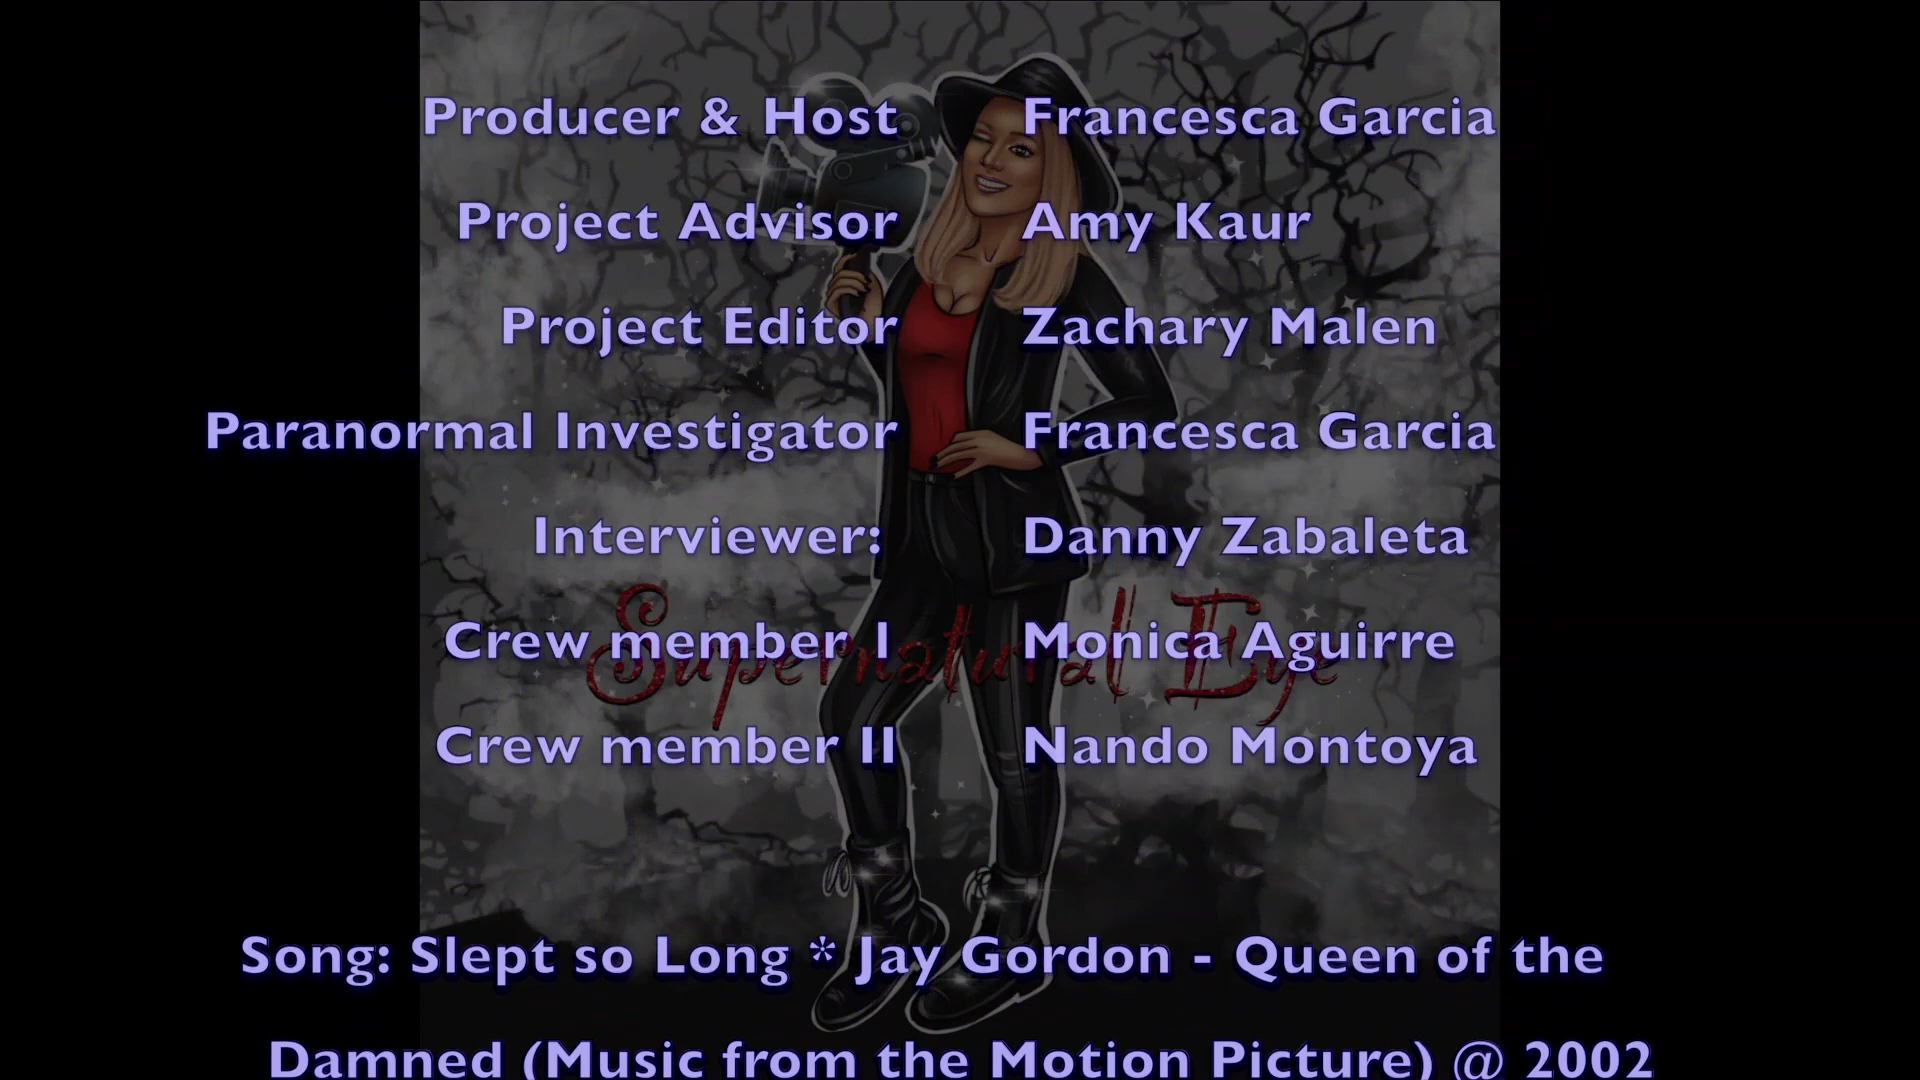 Producer & Host Francesca Garcia
Project Advisor Amy Kaur
Project Editor Zachary Malen
Paranormal Investigator Francesca Garcia
Interviewer: Danny Zabaleta
Crew member I Monica Aguirre
Supernatural Eye
Crew member II Nando Montoya
Song: Slept so Long * Jay Gordon - Queen of the
Damned (Music from the Motion Picture) @ 2002